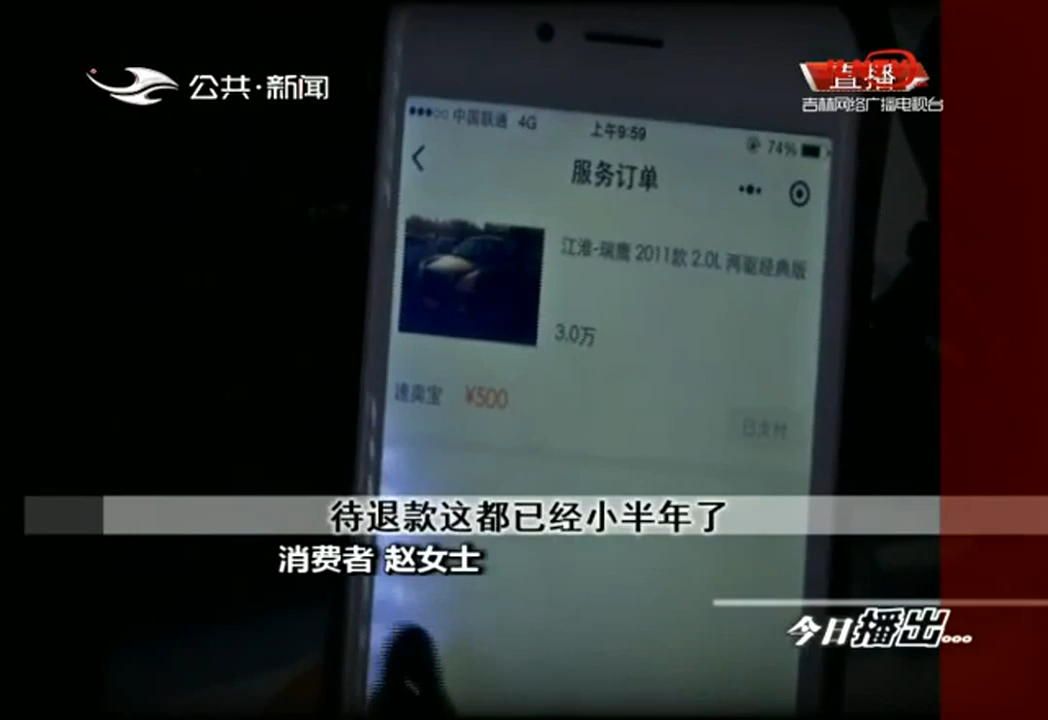 公共·新闻
直播
吉林网络广播电视台
中国联通 4G
上午9:59
74%
服务订单
江淮-瑞鹰 2011款 2.0L 两驱经典版
3.0万
速卖宝 ¥500
已支付
待退款这都已经小半年了
消费者 赵女士
今日播出...